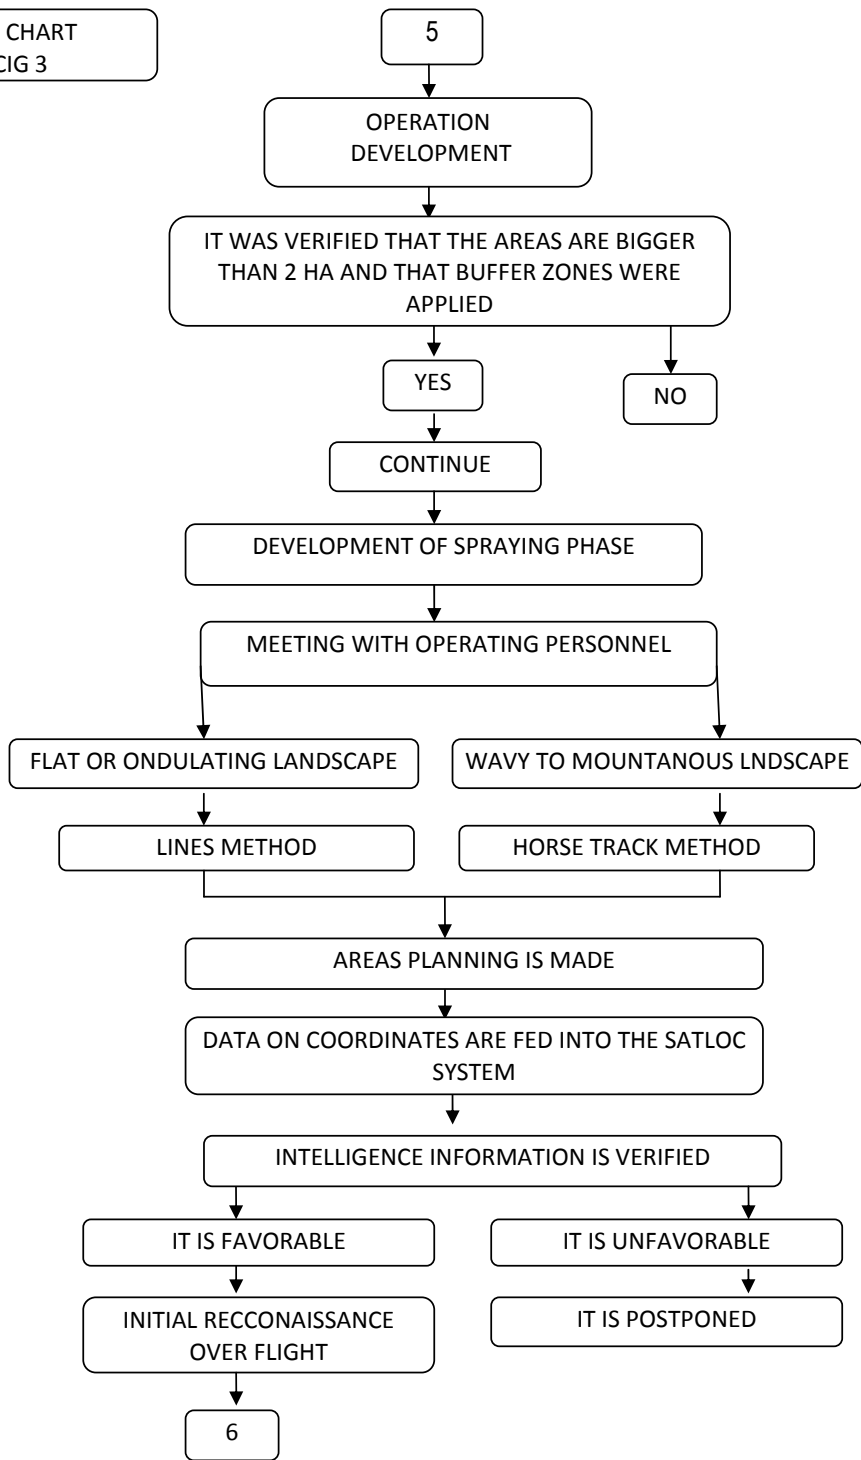 CHART
CIG 3
5
OPERATION
DEVELOPMENT
IT WAS VERIFIED THAT THE AREAS ARE BIGGER
THAN 2 HA AND THAT BUFFER ZONES WERE
APPLIED
YES
NO
CONTINUE
DEVELOPMENT OF SPRAYING PHASE
MEETING WITH OPERATING PERSONNEL
FLAT OR ONDULATING LANDSCAPE
WAVY TO MOUNTANOUS LNDSCAPE
LINES METHOD
HORSE TRACK METHOD
AREAS PLANNING IS MADE
DATA ON COORDINATES ARE FED INTO THE SATLOC
SYSTEM
INTELLIGENCE INFORMATION IS VERIFIED
IT IS FAVORABLE
IT IS UNFAVORABLE
INITIAL RECCONAISSANCE
OVER FLIGHT
IT IS POSTPONED
6